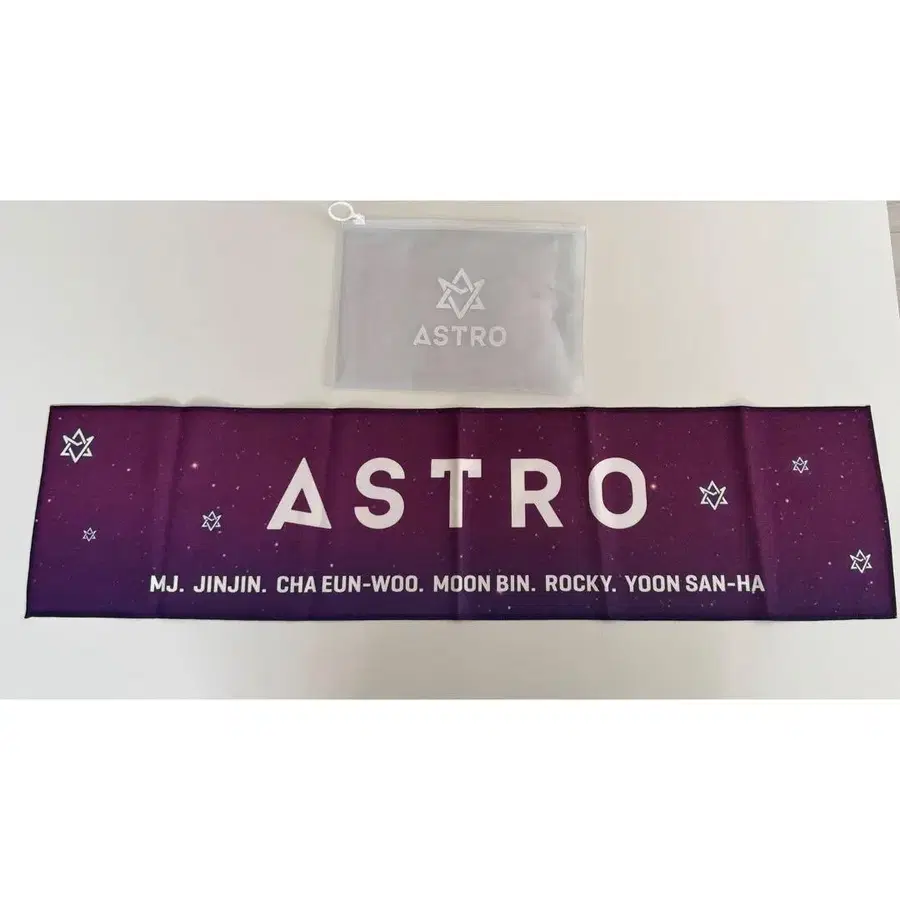 ASTRO
ASTRO
MJ. JINJIN. CHA EUN-WOO. MOON BIN. ROCKY. YOON SAN-HA